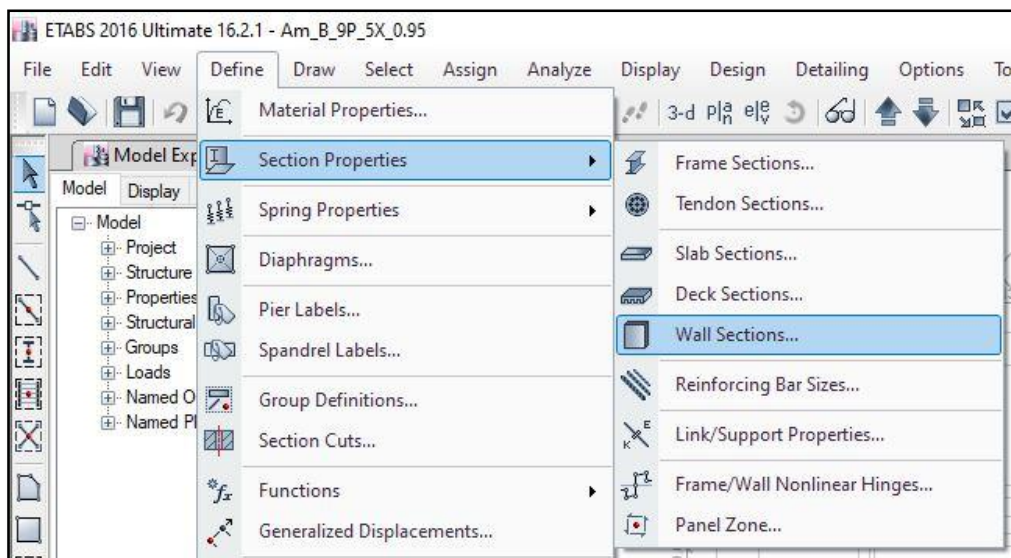 ETABS 2016 Ultimate 16.2.1 - Am_B_9P_5X_0.95
File Edit View Define Draw Select Assign Analyze Display Design Detailing Options To
3-d
Model Exp
Model Display
Model
Project
Structure
Properties
Structural
Groups
Loads
Named O
Named Pl
Material Properties...
Section Properties
Spring Properties
Diaphragms...
Pier Labels...
Spandrel Labels...
Group Definitions...
Section Cuts...
Functions
Generalized Displacements...
Frame Sections...
Tendon Sections...
Slab Sections...
Deck Sections...
Wall Sections...
Reinforcing Bar Sizes...
Link/Support Properties...
Frame/Wall Nonlinear Hinges...
Panel Zone...